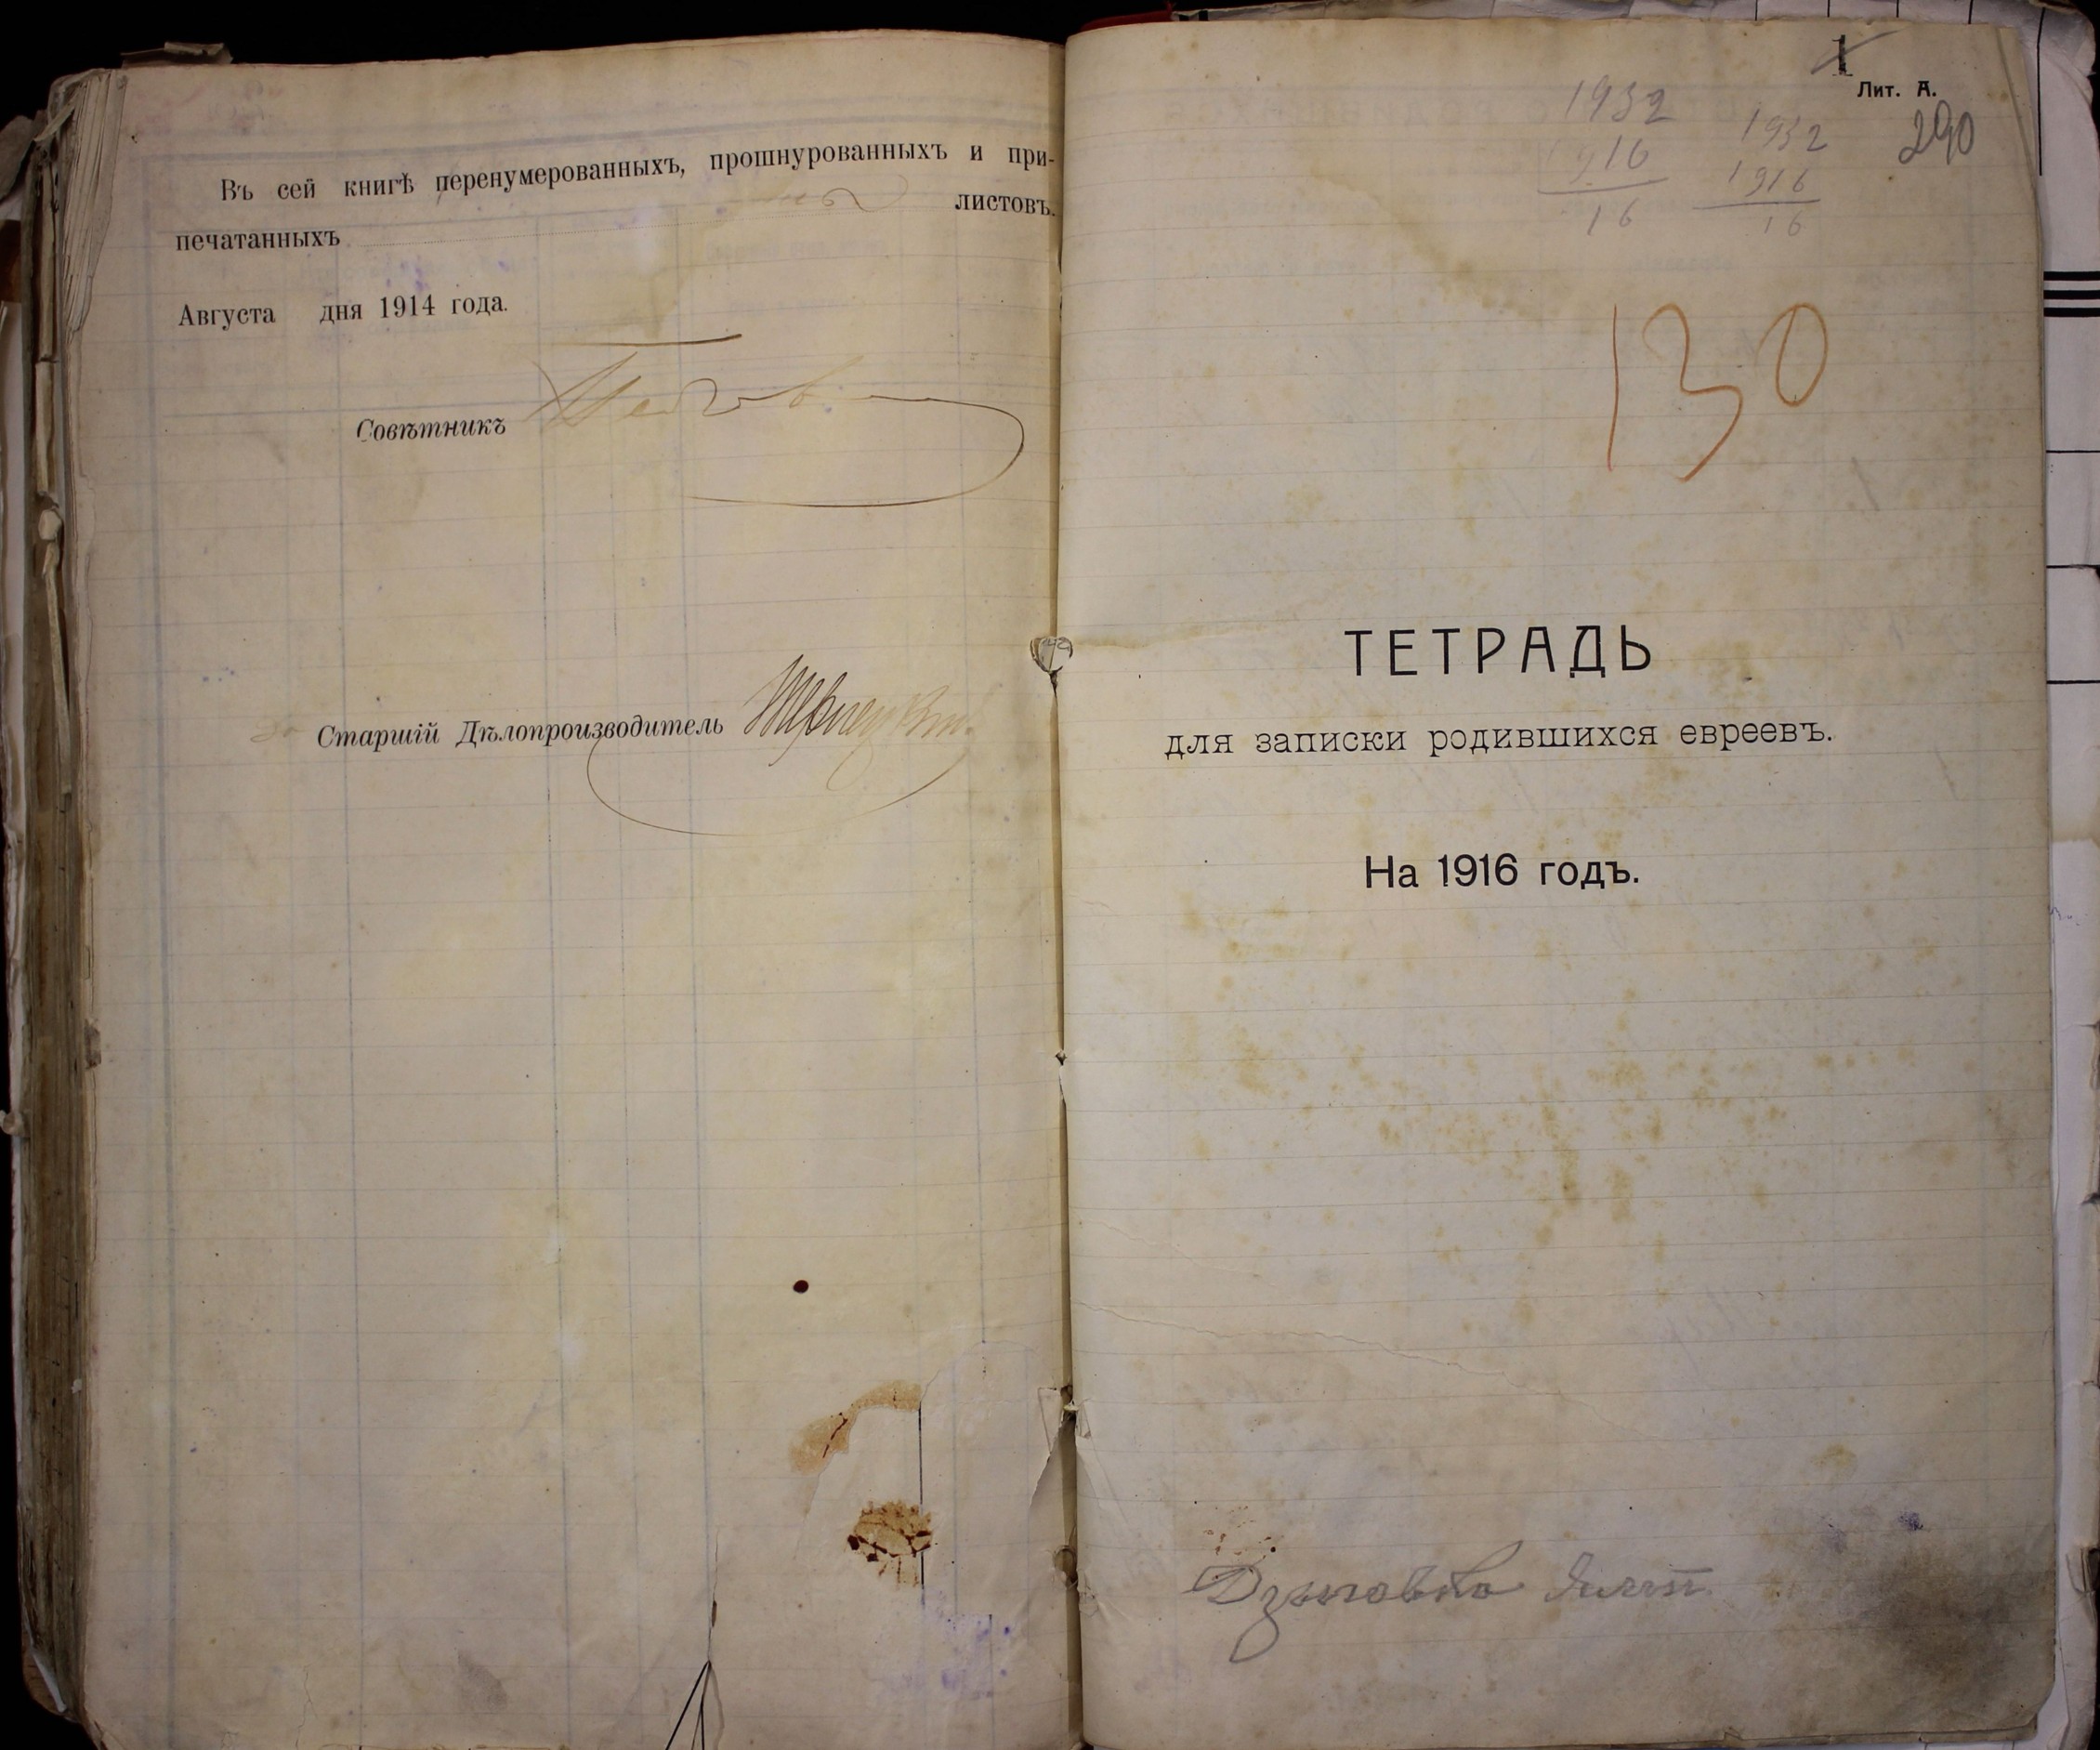 Въ сей книгѣ перенумерованныхъ, прошнурованныхъ и при-
печатанныхъ листовъ.
Августа дня 1914 года.
Совѣтникъ
Старшій Дѣлопроизводитель
1
Лит. А.
290
1932
1916
16
1932
1916
16
130
ТЕТРАДЬ
для записки родившихся евреевъ.
На 1916 годъ.